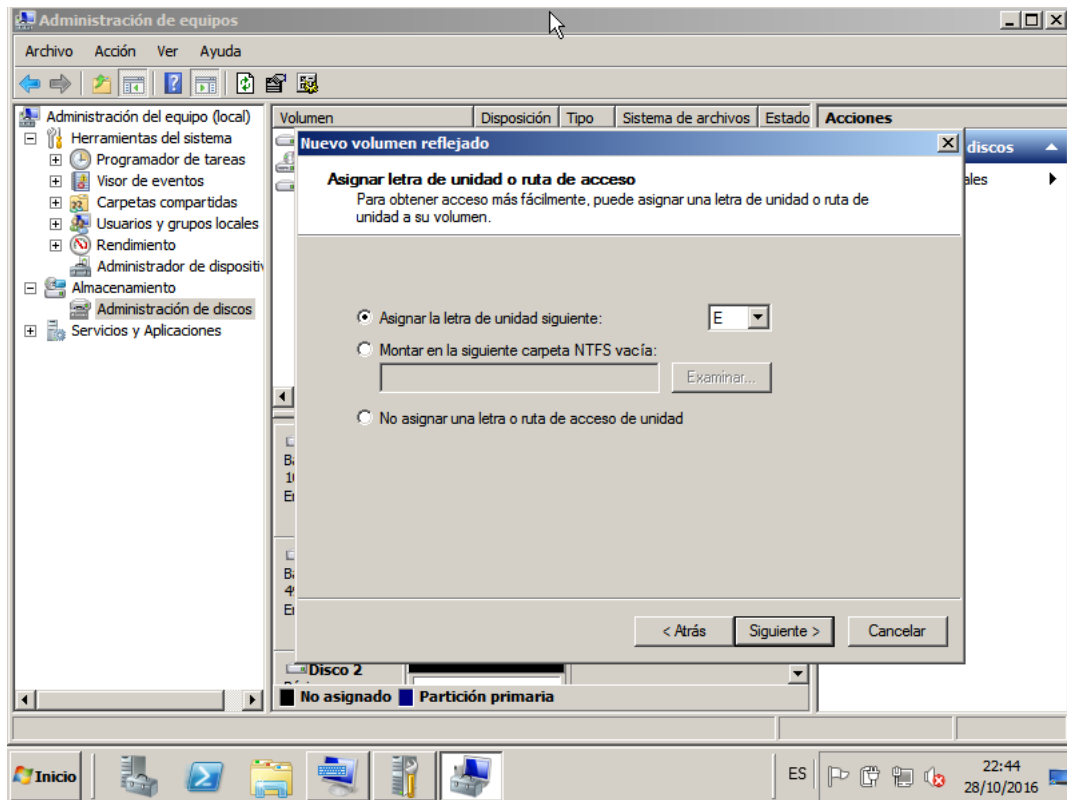 Administración de equipos
Archivo Acción Ver Ayuda
Administración del equipo (local)
Herramientas del sistema
Programador de tareas
Visor de eventos
Carpetas compartidas
Usuarios y grupos locales
Rendimiento
Administrador de dispositiv
Almacenamiento
Administración de discos
Servicios y Aplicaciones
Volumen Disposición Tipo Sistema de archivos Estado
Acciones
discos
ales
Nuevo volumen reflejado
Asignar letra de unidad o ruta de acceso
Para obtener acceso más fácilmente, puede asignar una letra de unidad o ruta de
unidad a su volumen.
Asignar la letra de unidad siguiente: E
Montar en la siguiente carpeta NTFS vacía:
Examinar...
No asignar una letra o ruta de acceso de unidad
< Atrás Siguiente > Cancelar
Disco 2
No asignado Partición primaria
Inicio
ES
22:44
28/10/2016